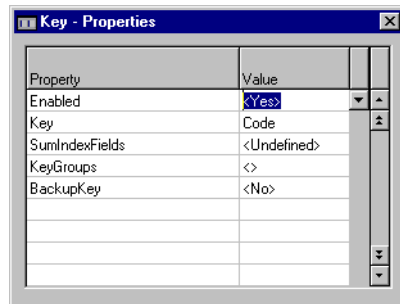 Key - Properties
Property Value
Enabled <Yes>
Key Code
SumIndexFields <Undefined>
KeyGroups <>
BackupKey <No>